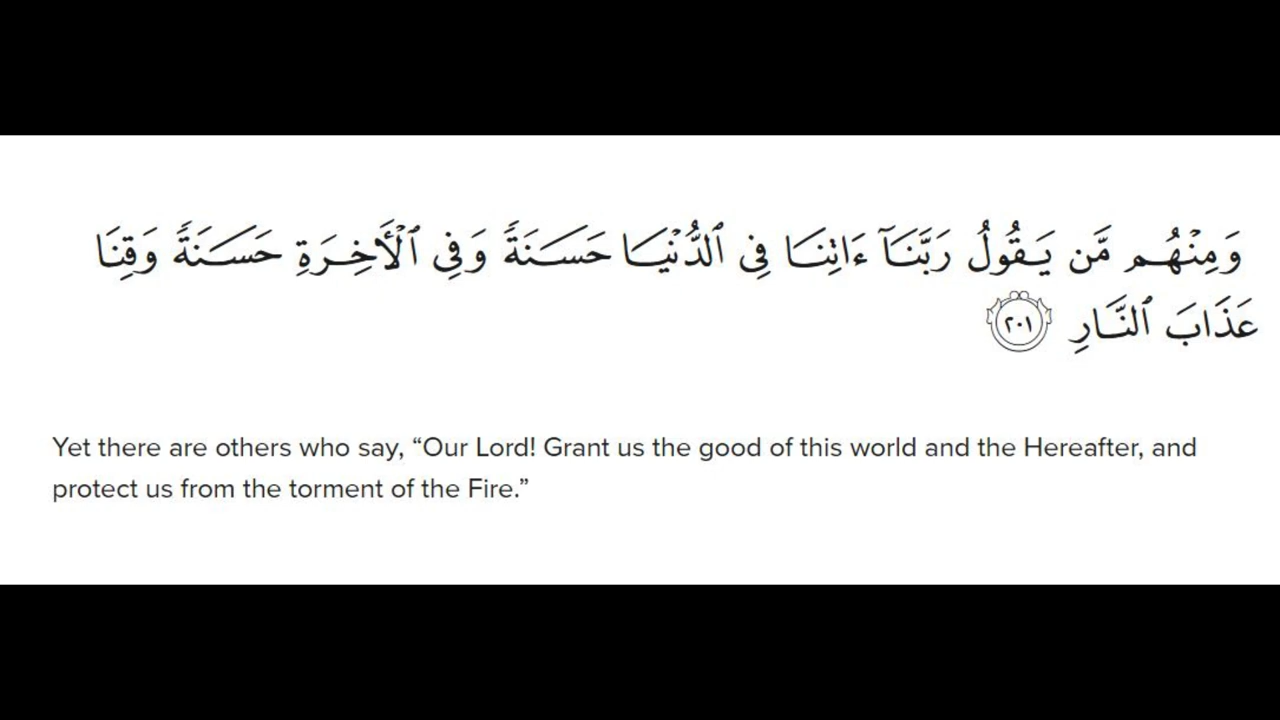 وَمِنْهُم مَّن يَقُولُ رَبَّنَآ ءَاتِنَا فِى ٱلدُّنْيَا حَسَنَةً وَفِى ٱلْأَخِرَةِ حَسَنَةً وَقِنَا
عَذَابَ ٱلنَّارِ ٢٠١
Yet there are others who say, “Our Lord! Grant us the good of this world and the Hereafter, and
protect us from the torment of the Fire.”